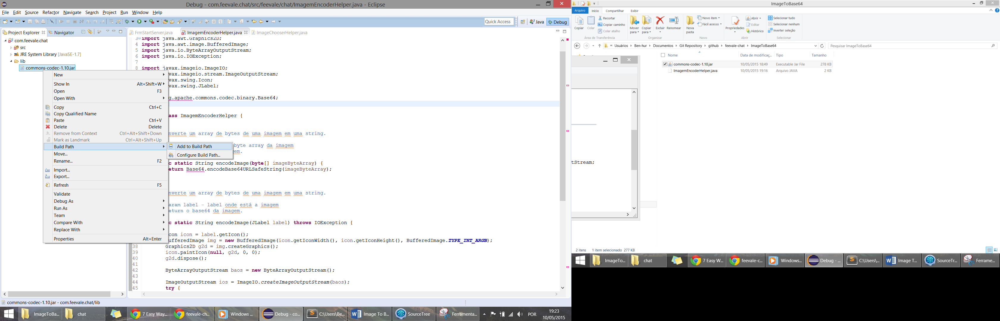 Debug - com.feevale.chat/src/feevale/chat/ImagemEncoderHelper.java - Eclipse
File Edit Source Refactor Navigate Search Project Run Window Help
Quick Access
Java
Debug
Project Explorer
Navigator
com.feevale.chat
src
JRE System Library [JavaSE-1.7]
lib
commons-codec-1.10.jar
New
Show In Alt+Shift+W
Open F3
Open With
Copy Ctrl+C
Copy Qualified Name
Paste Ctrl+V
Delete Delete
Remove from Context Ctrl+Alt+Shift+Down
Mark as Landmark Ctrl+Alt+Shift+Up
Build Path
Move...
Rename... F2
Import...
Export...
Refresh F5
Validate
Debug As
Run As
Team
Compare With
Replace With
Properties Alt+Enter
Add to Build Path
Configure Build Path...
FrmStartServer.java
ImagemEncoderHelper.java
ImageChooserHelper.java
3 import java.awt.Graphics2D;
4 import java.awt.image.BufferedImage;
5 import java.io.ByteArrayOutputStream;
6 import java.io.IOException;
7
8 import javax.imageio.ImageIO;
vax.imageio.stream.ImageOutputStream;
vax.swing.Icon;
vax.swing.JLabel;
g.apache.commons.codec.binary.Base64;
ass ImagemEncoderHelper {
nverte um array de bytes de uma imagem em uma string.
byte array da imagem
em.
c static String encodeImage(byte[] imageByteArray) {
eturn Base64.encodeBase64URLSafeString(imageByteArray);
nverte um array de bytes de uma imagem em uma string.
aram label - label onde está a imagem
eturn o base64 da imagem.
c static String encodeImage(JLabel label) throws IOException {
con icon = label.getIcon();
ufferedImage img = new BufferedImage(icon.getIconWidth(), icon.getIconHeight(), BufferedImage.TYPE_INT_ARGB);
38 Graphics2D g2d = img.createGraphics();
39 icon.paintIcon(null, g2d, 0, 0);
40 g2d.dispose();
41
42 ByteArrayOutputStream baos = new ByteArrayOutputStream();
43
44 ImageOutputStream ios = ImageIO.createImageOutputStream(baos);
45 try {
commons-codec-1.10.jar - com.feevale.chat/lib
ImageToBa...
chat
7 Easy Way...
feevale-ch...
Windows ...
Debug - co...
C:\Users\Be...
Image To B...
SourceTree
Ferramenta...
POR
19:23
10/05/2015
ImageToBase64
Arquivo Início Compartilhar Exibir
Copiar
Colar
Recortar
Copiar caminho
Colar atalho
Área de Transferência
Mover para
Copiar para
Excluir
Renomear
Organizar
Nova pasta
Novo item
Fácil acesso
Novo
Propriedades
Abrir
Editar
Histórico
Abrir
Selecionar tudo
Selecionar nenhum
Inverter seleção
Selecionar
« Usuários Ben-hur Documentos Git Repository github feevale-chat ImageToBase64
Pesquisar ImageToBase64
Nome Data de modificaç... Tipo Tamanho
commons-codec-1.10.jar 10/05/2015 18:49 Executable Jar File 278 KB
ImagemEncoderHelper.java 10/05/2015 19:16 Arquivo JAVA 2 KB
tStream;
2 itens 1 item selecionado 277 KB
ImageTo...
chat
7 Easy W...
feevale-c...
Windows...
Debug - ...
C:\Users\...
Image T...
SourceTr...
Ferrame...